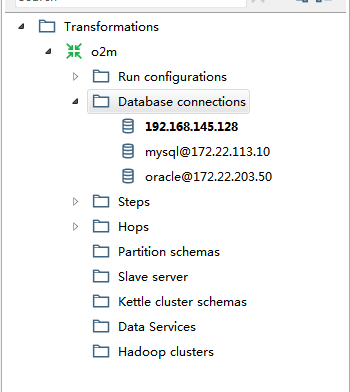 Transformations
o2m
Run configurations
Database connections
192.168.145.128
mysql@172.22.113.10
oracle@172.22.203.50
Steps
Hops
Partition schemas
Slave server
Kettle cluster schemas
Data Services
Hadoop clusters